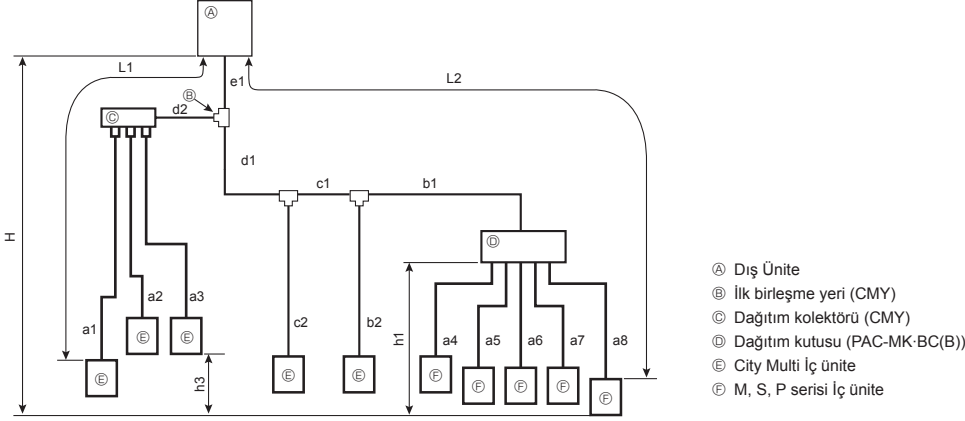 Ⓐ
L1
e1
L2
Ⓑ
d2
Ⓒ
d1
c1
b1
H
Ⓓ
a1
a2
a3
Ⓔ
Ⓔ
Ⓔ
h3
c2
b2
Ⓔ
Ⓔ
h1
a4
a5
a6
a7
a8
Ⓕ
Ⓕ
Ⓕ
Ⓕ
Ⓕ
Ⓐ Dış Ünite
Ⓑ İlk birleşme yeri (CMY)
Ⓒ Dağıtım kolektörü (CMY)
Ⓓ Dağıtım kutusu (PAC-MK·BC(B))
Ⓔ City Multi İç ünite
Ⓕ M, S, P serisi İç ünite